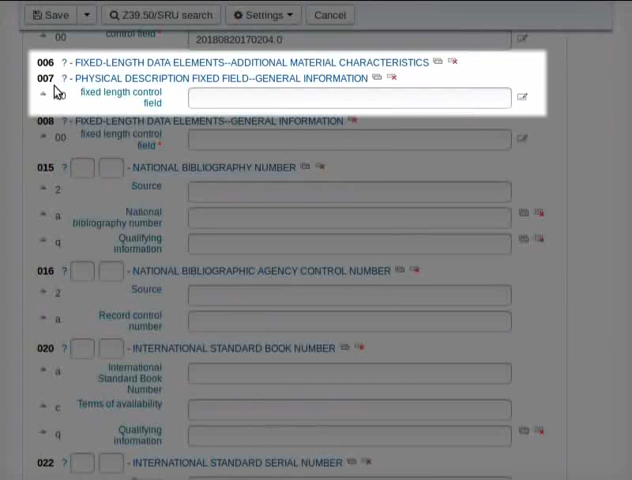 Save Z39.50/SRU search Settings Cancel
00 control field * 20180820170204.0
006 ? - FIXED-LENGTH DATA ELEMENTS--ADDITIONAL MATERIAL CHARACTERISTICS
007 ? - PHYSICAL DESCRIPTION FIXED FIELD--GENERAL INFORMATION
fixed length control
field
008 ? - FIXED-LENGTH DATA ELEMENTS--GENERAL INFORMATION *
00 fixed length control
field *
015 ? - NATIONAL BIBLIOGRAPHY NUMBER
2 Source
a National
bibliography number
q Qualifying
information
016 ? - NATIONAL BIBLIOGRAPHIC AGENCY CONTROL NUMBER
2 Source
a Record control
number
020 ? - INTERNATIONAL STANDARD BOOK NUMBER
a International
Standard Book
Number
c Terms of availability
q Qualifying
information
022 ? - INTERNATIONAL STANDARD SERIAL NUMBER